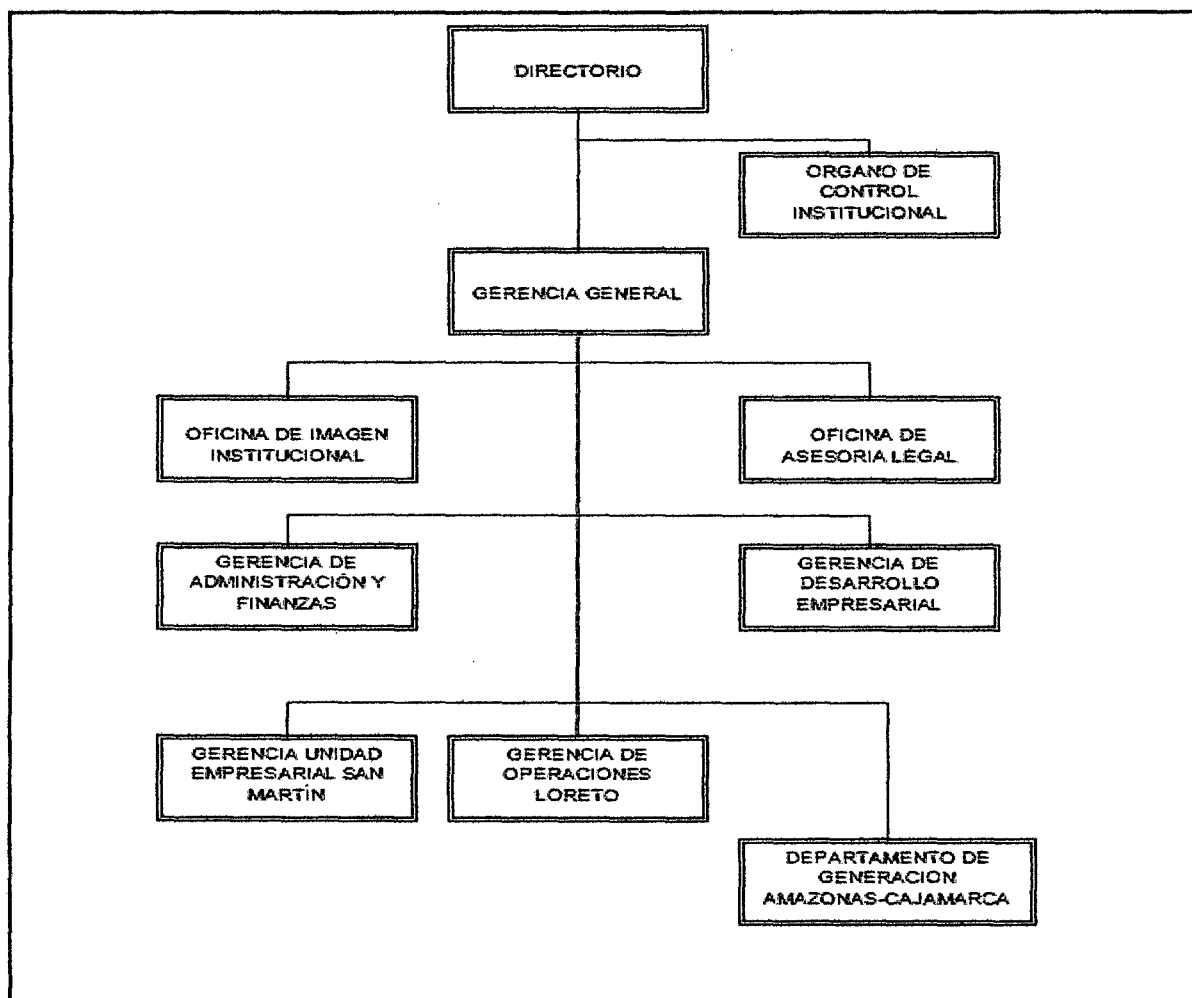 DIRECTORIO
ORGANO DE
CONTROL
INSTITUCIONAL
GERENCIA GENERAL
OFICINA DE IMAGEN
INSTITUCIONAL
OFICINA DE
ASESORIA LEGAL
GERENCIA DE
ADMINISTRACIÓN Y
FINANZAS
GERENCIA DE
DESARROLLO
EMPRESARIAL
GERENCIA UNIDAD
EMPRESARIAL SAN
MARTÍN
GERENCIA DE
OPERACIONES
LORETO
DEPARTAMENTO DE
GENERACION
AMAZONAS-CAJAMARCA